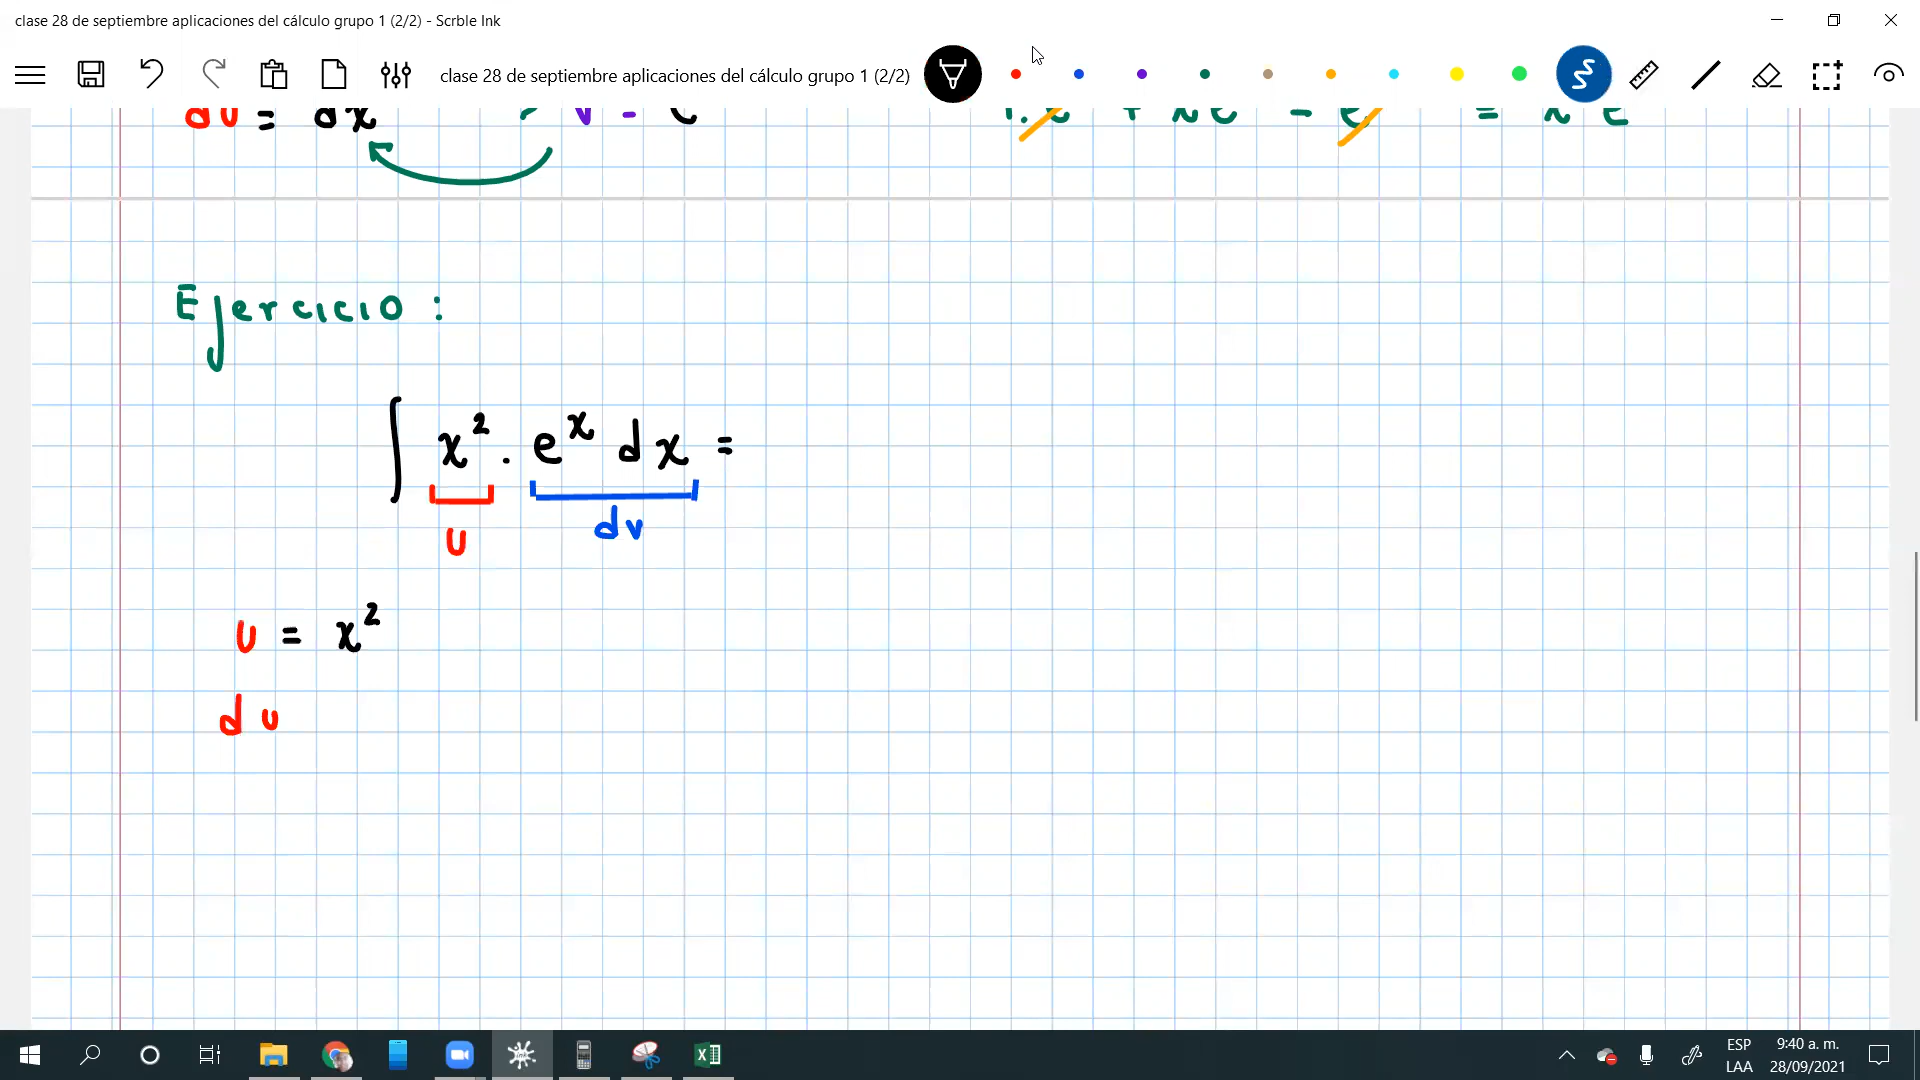 clase 28 de septiembre aplicaciones del cálculo grupo 1 (2/2) - Scrble Ink
clase 28 de septiembre aplicaciones del cálculo grupo 1 (2/2)
du = dx
Ejercicio :
∫ x² . eˣ dx =
u dv
u = x²
du
ESP 9:40 a. m.
LAA 28/09/2021